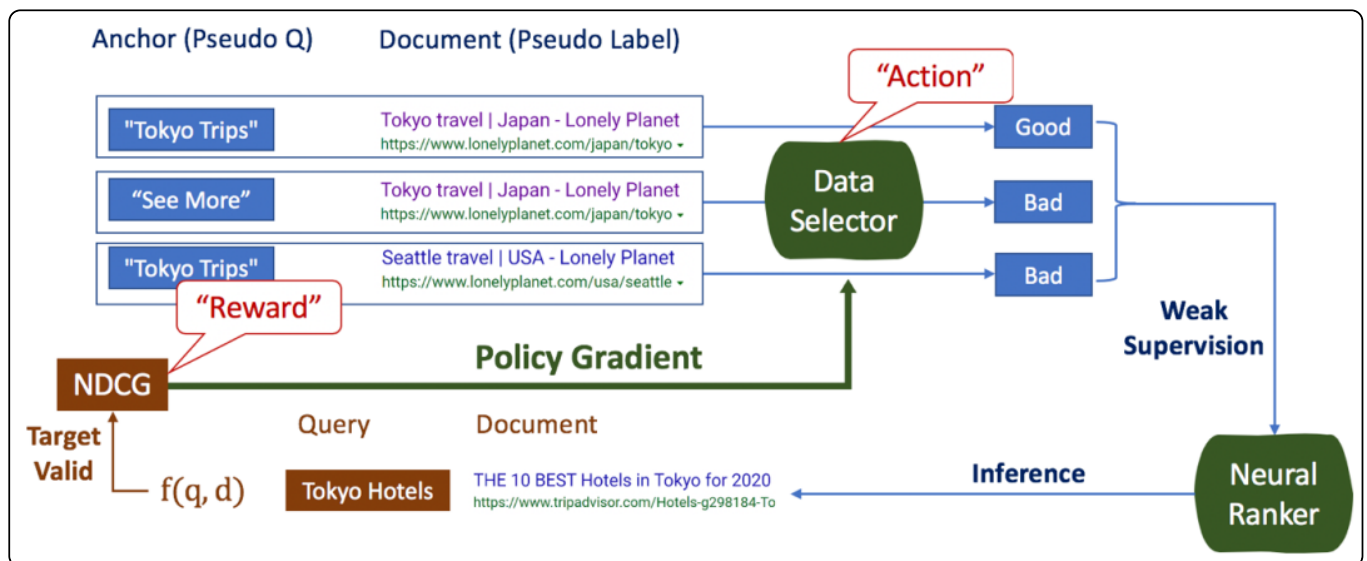 Anchor (Pseudo Q)
Document (Pseudo Label)
“Action”
"Tokyo Trips"
Tokyo travel | Japan - Lonely Planet
https://www.lonelyplanet.com/japan/tokyo
Good
“See More”
Tokyo travel | Japan - Lonely Planet
https://www.lonelyplanet.com/japan/tokyo
Data
Selector
Bad
"Tokyo Trips"
Seattle travel | USA - Lonely Planet
https://www.lonelyplanet.com/usa/seattle
Bad
“Reward”
Weak
Supervision
Policy Gradient
NDCG
Query
Document
Target
Valid
f(q, d)
Tokyo Hotels
THE 10 BEST Hotels in Tokyo for 2020
https://www.tripadvisor.com/Hotels-g298184-To
Inference
Neural
Ranker